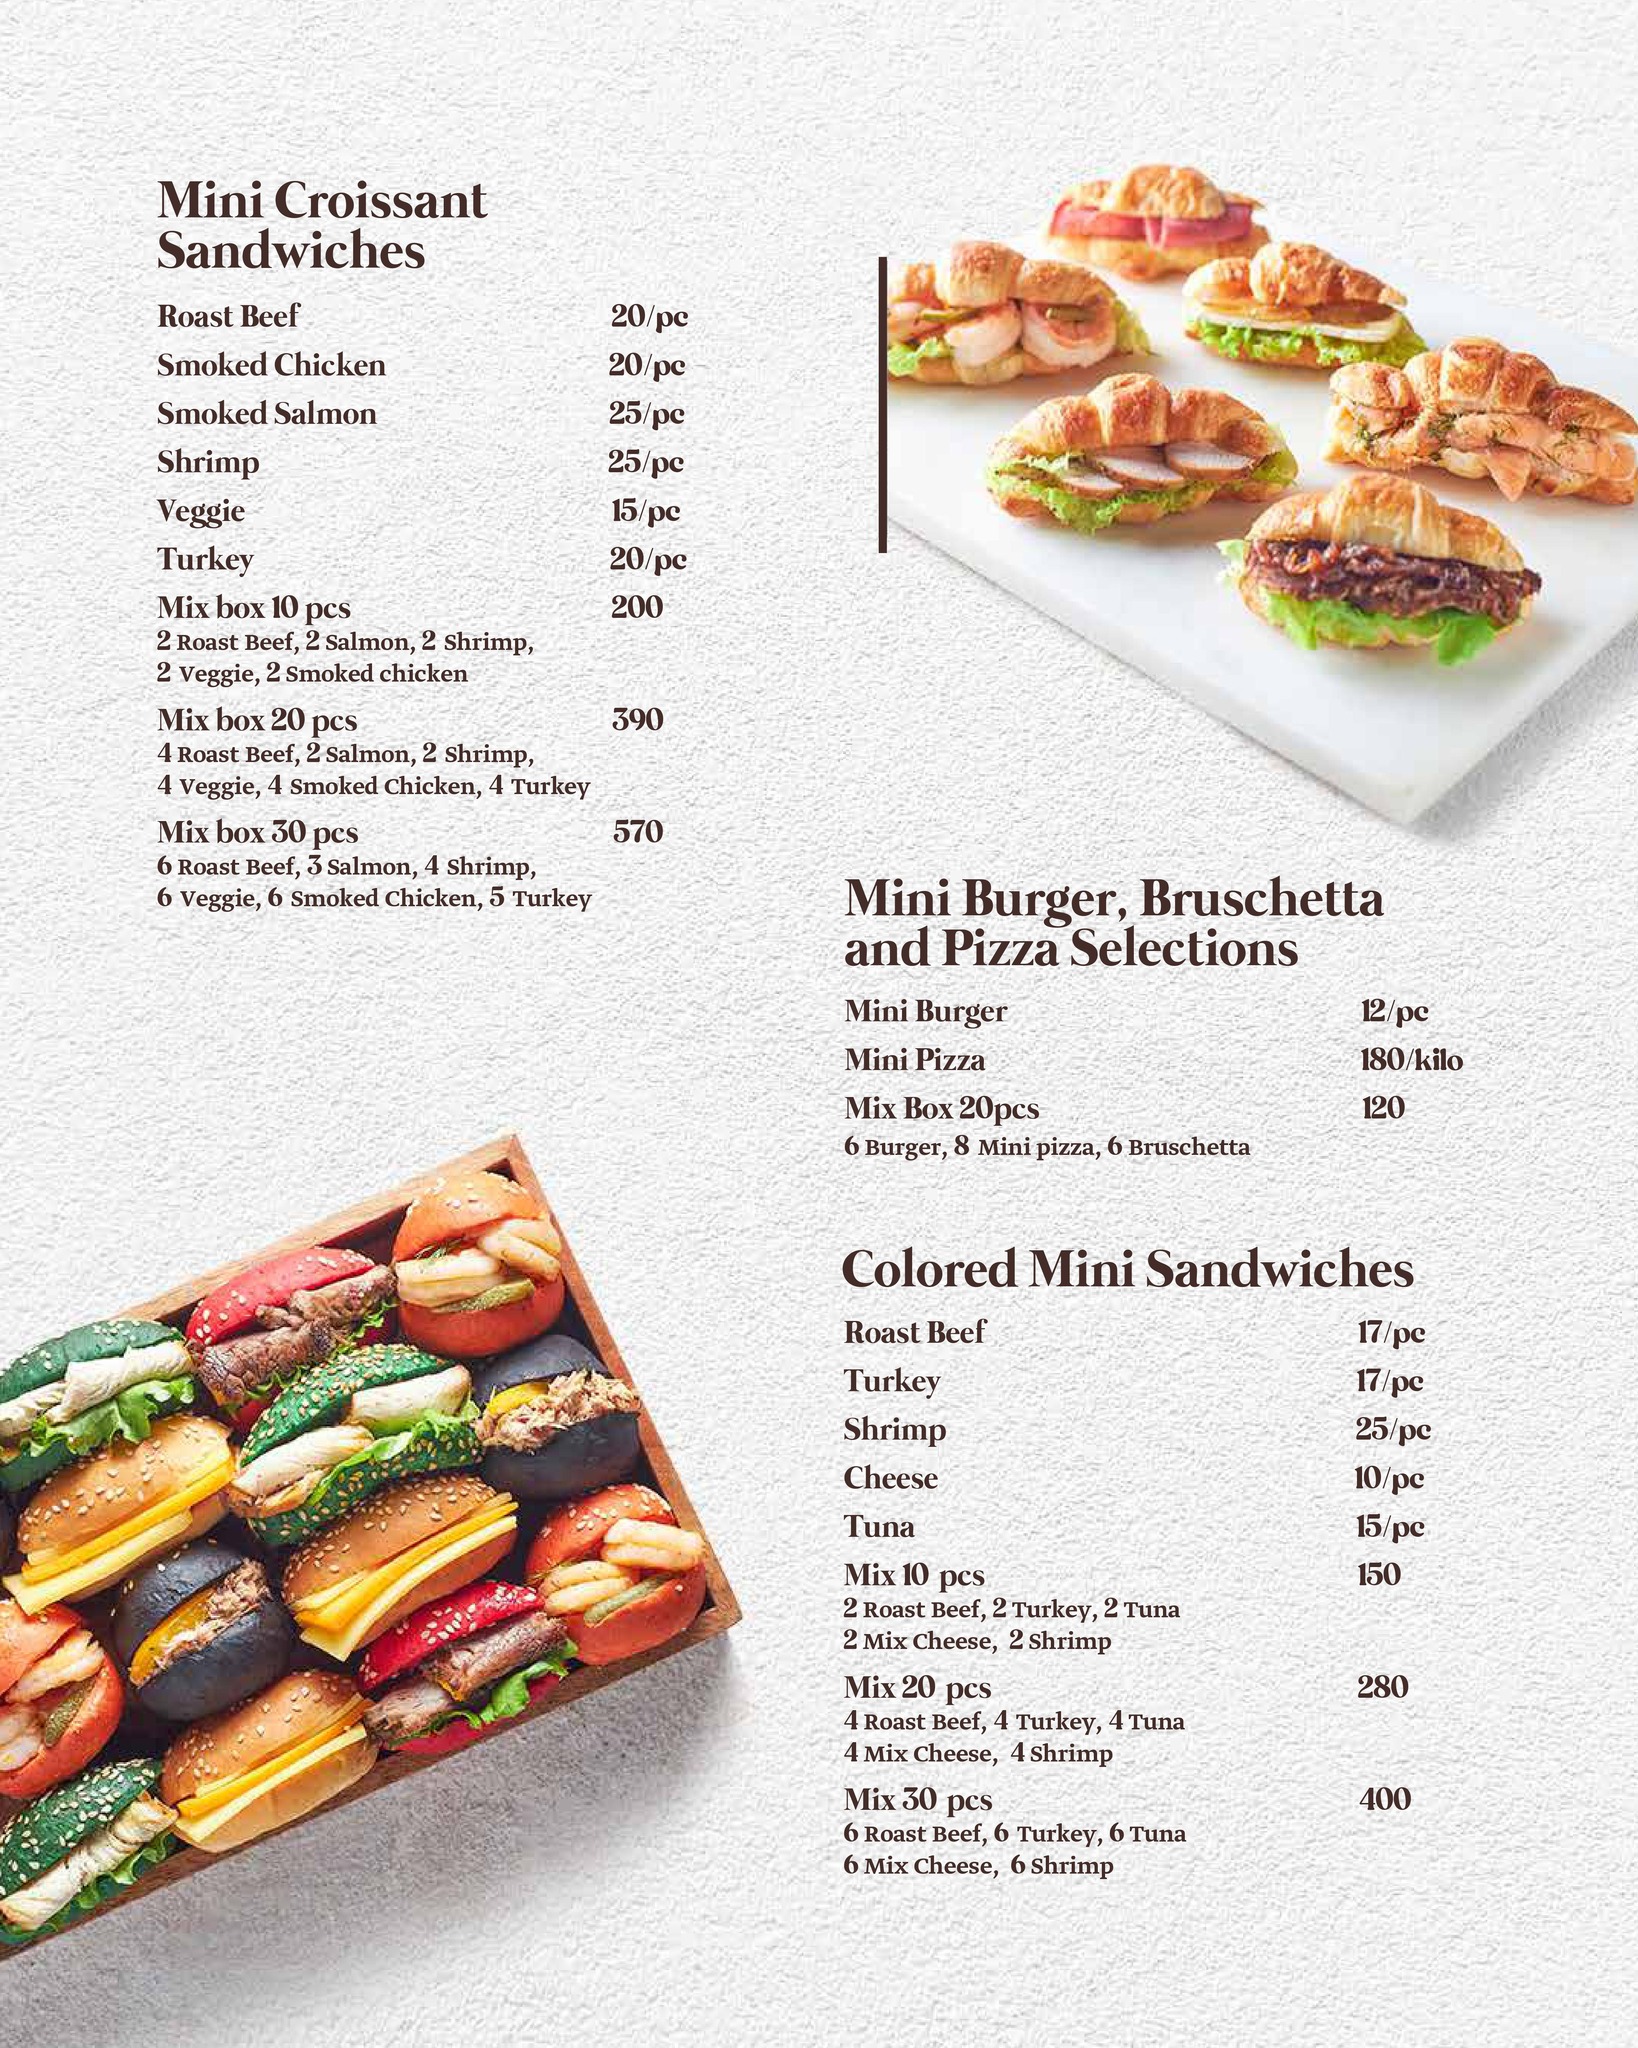 Mini Croissant
Sandwiches
Roast Beef 20/pc
Smoked Chicken 20/pc
Smoked Salmon 25/pc
Shrimp 25/pc
Veggie 15/pc
Turkey 20/pc
Mix box 10 pcs 200
2 Roast Beef, 2 Salmon, 2 Shrimp,
2 Veggie, 2 Smoked chicken
Mix box 20 pcs 390
4 Roast Beef, 2 Salmon, 2 Shrimp,
4 Veggie, 4 Smoked Chicken, 4 Turkey
Mix box 30 pcs 570
6 Roast Beef, 3 Salmon, 4 Shrimp,
6 Veggie, 6 Smoked Chicken, 5 Turkey
Mini Burger, Bruschetta
and Pizza Selections
Mini Burger 12/pc
Mini Pizza 180/kilo
Mix Box 20pcs 120
6 Burger, 8 Mini pizza, 6 Bruschetta
Colored Mini Sandwiches
Roast Beef 17/pc
Turkey 17/pc
Shrimp 25/pc
Cheese 10/pc
Tuna 15/pc
Mix 10 pcs 150
2 Roast Beef, 2 Turkey, 2 Tuna
2 Mix Cheese, 2 Shrimp
Mix 20 pcs 280
4 Roast Beef, 4 Turkey, 4 Tuna
4 Mix Cheese, 4 Shrimp
Mix 30 pcs 400
6 Roast Beef, 6 Turkey, 6 Tuna
6 Mix Cheese, 6 Shrimp